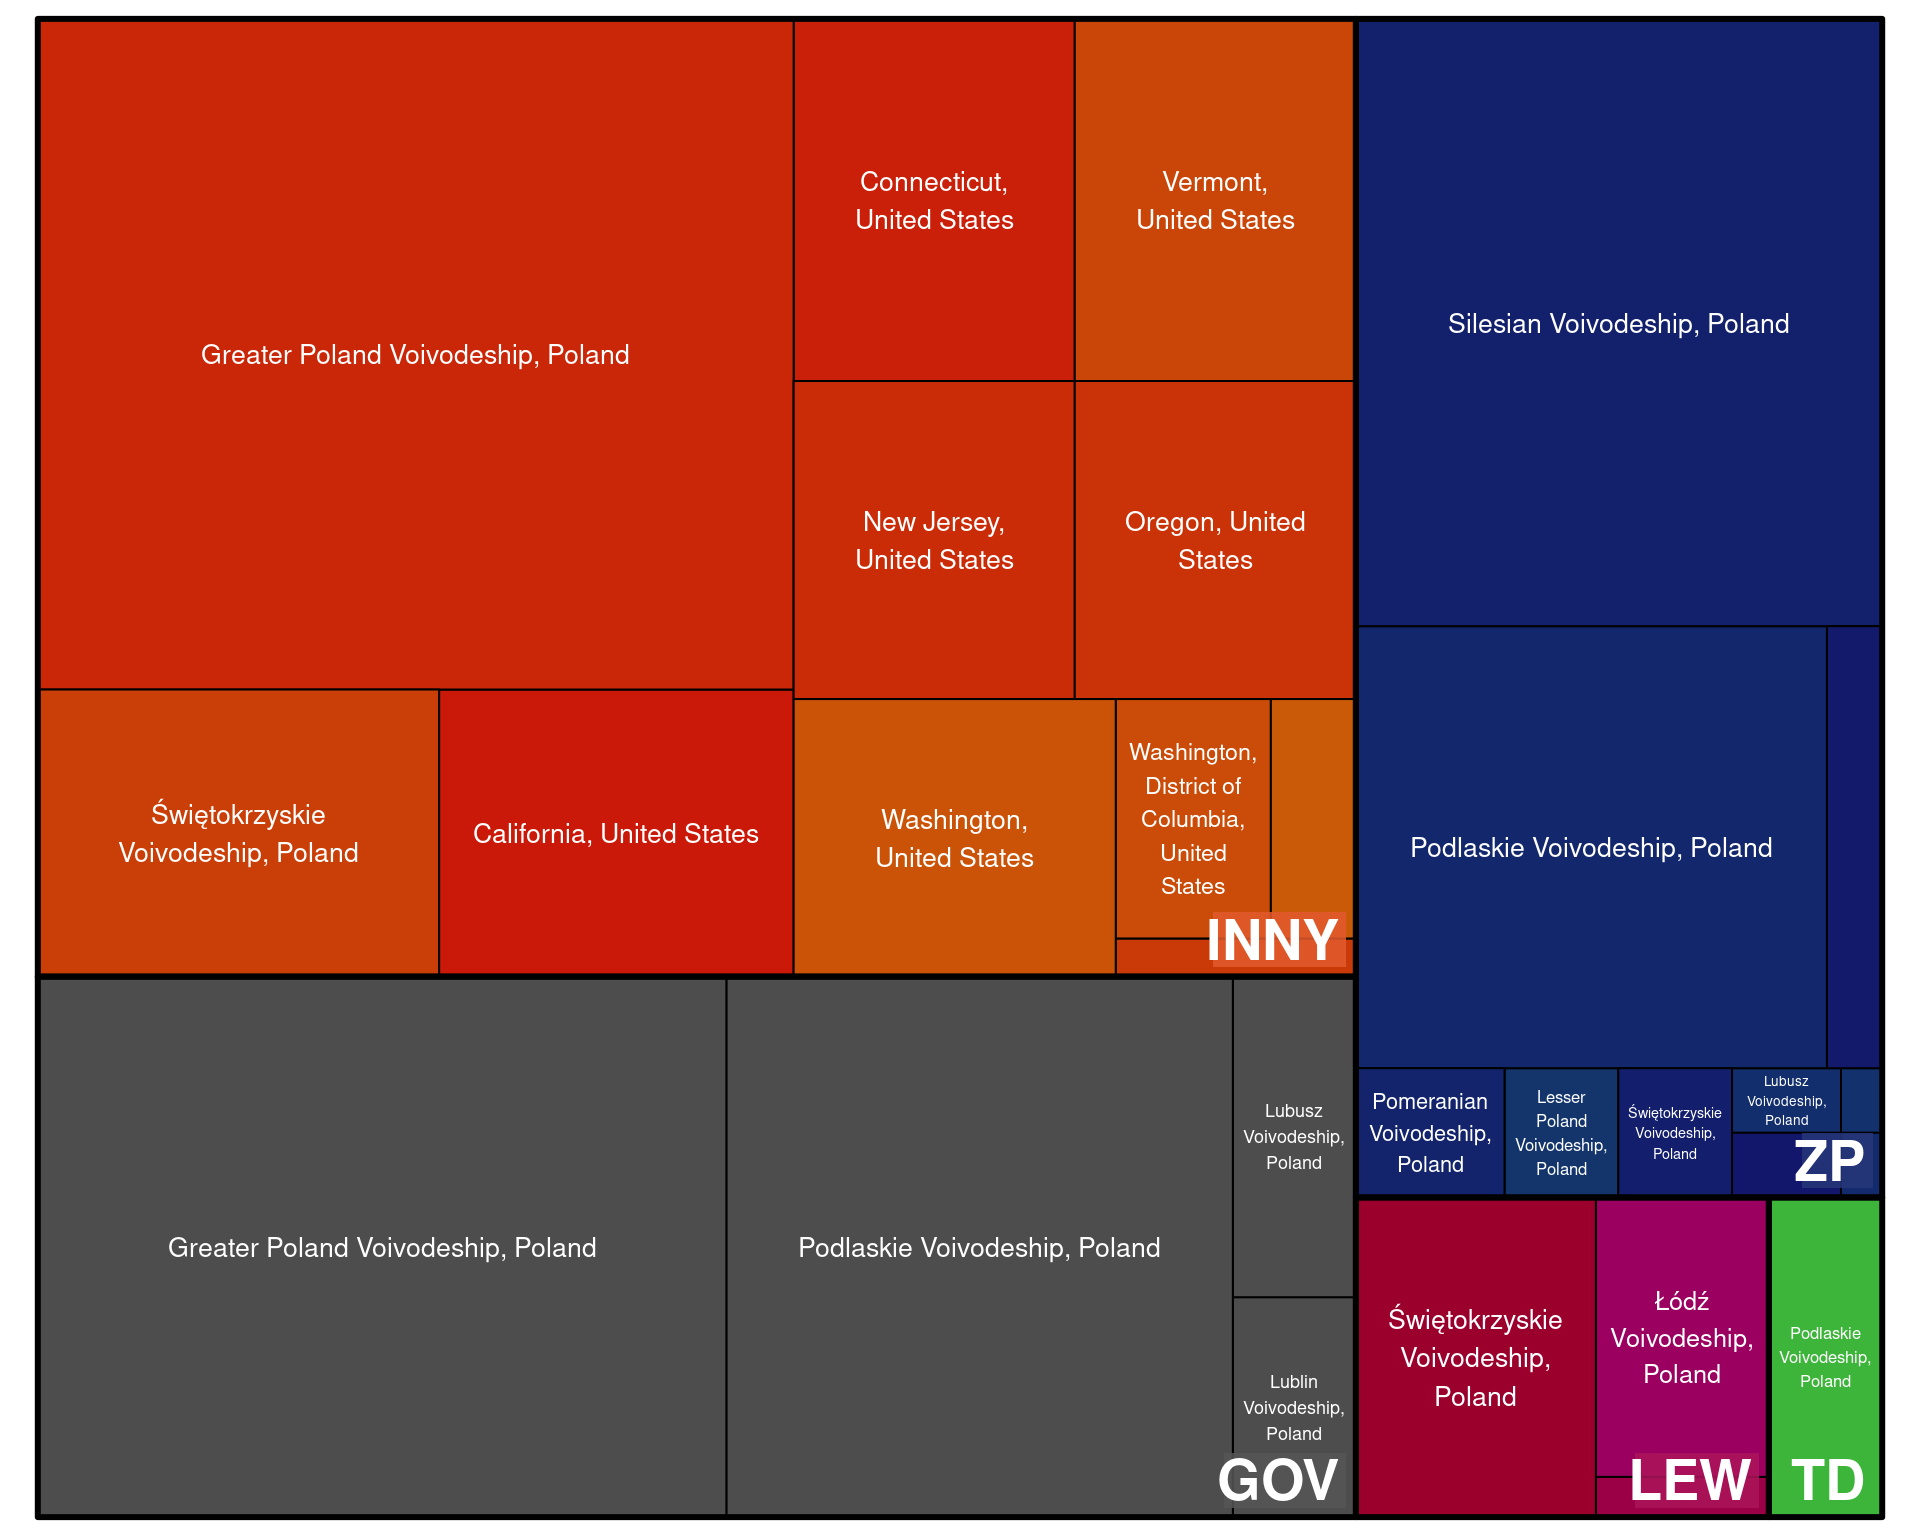 Greater Poland Voivodeship, Poland
Connecticut,
United States
Vermont,
United States
New Jersey,
United States
Oregon, United
States
Świętokrzyskie
Voivodeship, Poland
California, United States
Washington,
United States
Washington,
District of
Columbia,
United
States
INNY
Greater Poland Voivodeship, Poland
Podlaskie Voivodeship, Poland
Lubusz
Voivodeship,
Poland
Lublin
Voivodeship,
Poland
GOV
Silesian Voivodeship, Poland
Podlaskie Voivodeship, Poland
Pomeranian
Voivodeship,
Poland
Lesser
Poland
Voivodeship,
Poland
Świętokrzyskie
Voivodeship,
Poland
Lubusz
Voivodeship,
Poland
ZP
Świętokrzyskie
Voivodeship,
Poland
Łódź
Voivodeship,
Poland
LEW
Podlaskie
Voivodeship,
Poland
TD